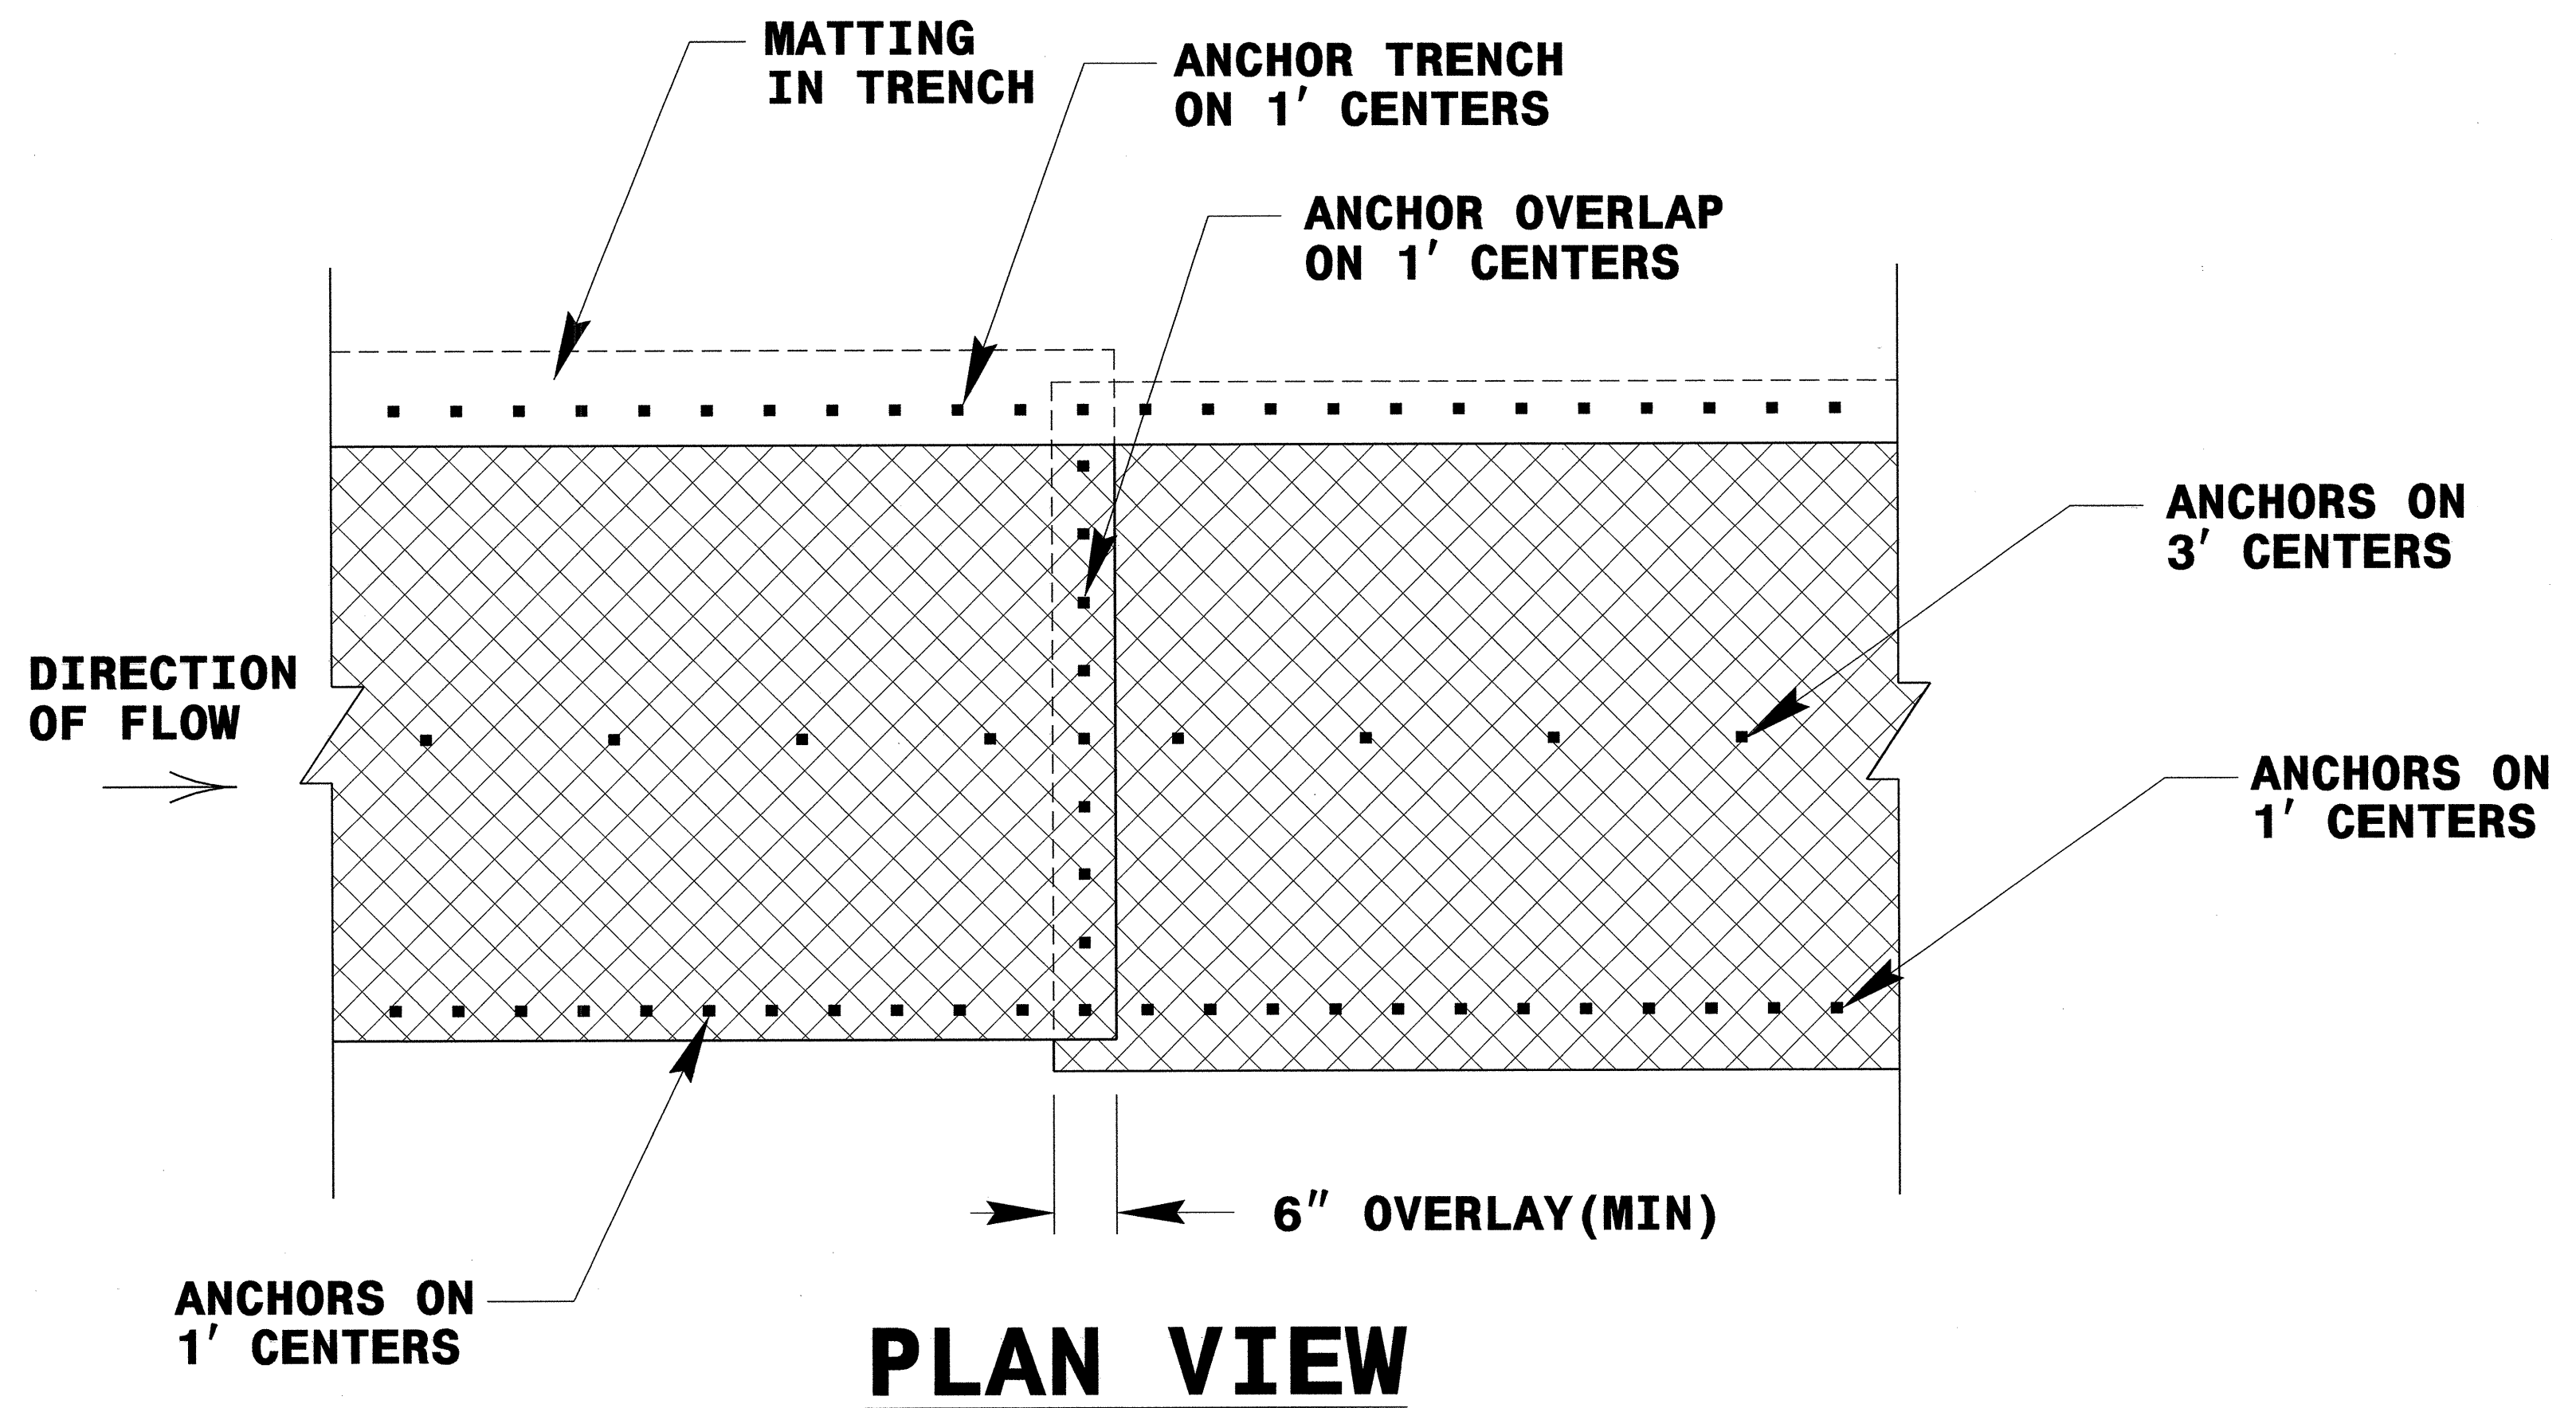 MATTING
IN TRENCH
ANCHOR TRENCH
ON 1' CENTERS
ANCHOR OVERLAP
ON 1' CENTERS
ANCHORS ON
3' CENTERS
DIRECTION
OF FLOW
ANCHORS ON
1' CENTERS
6" OVERLAY(MIN)
ANCHORS ON
1' CENTERS
PLAN VIEW